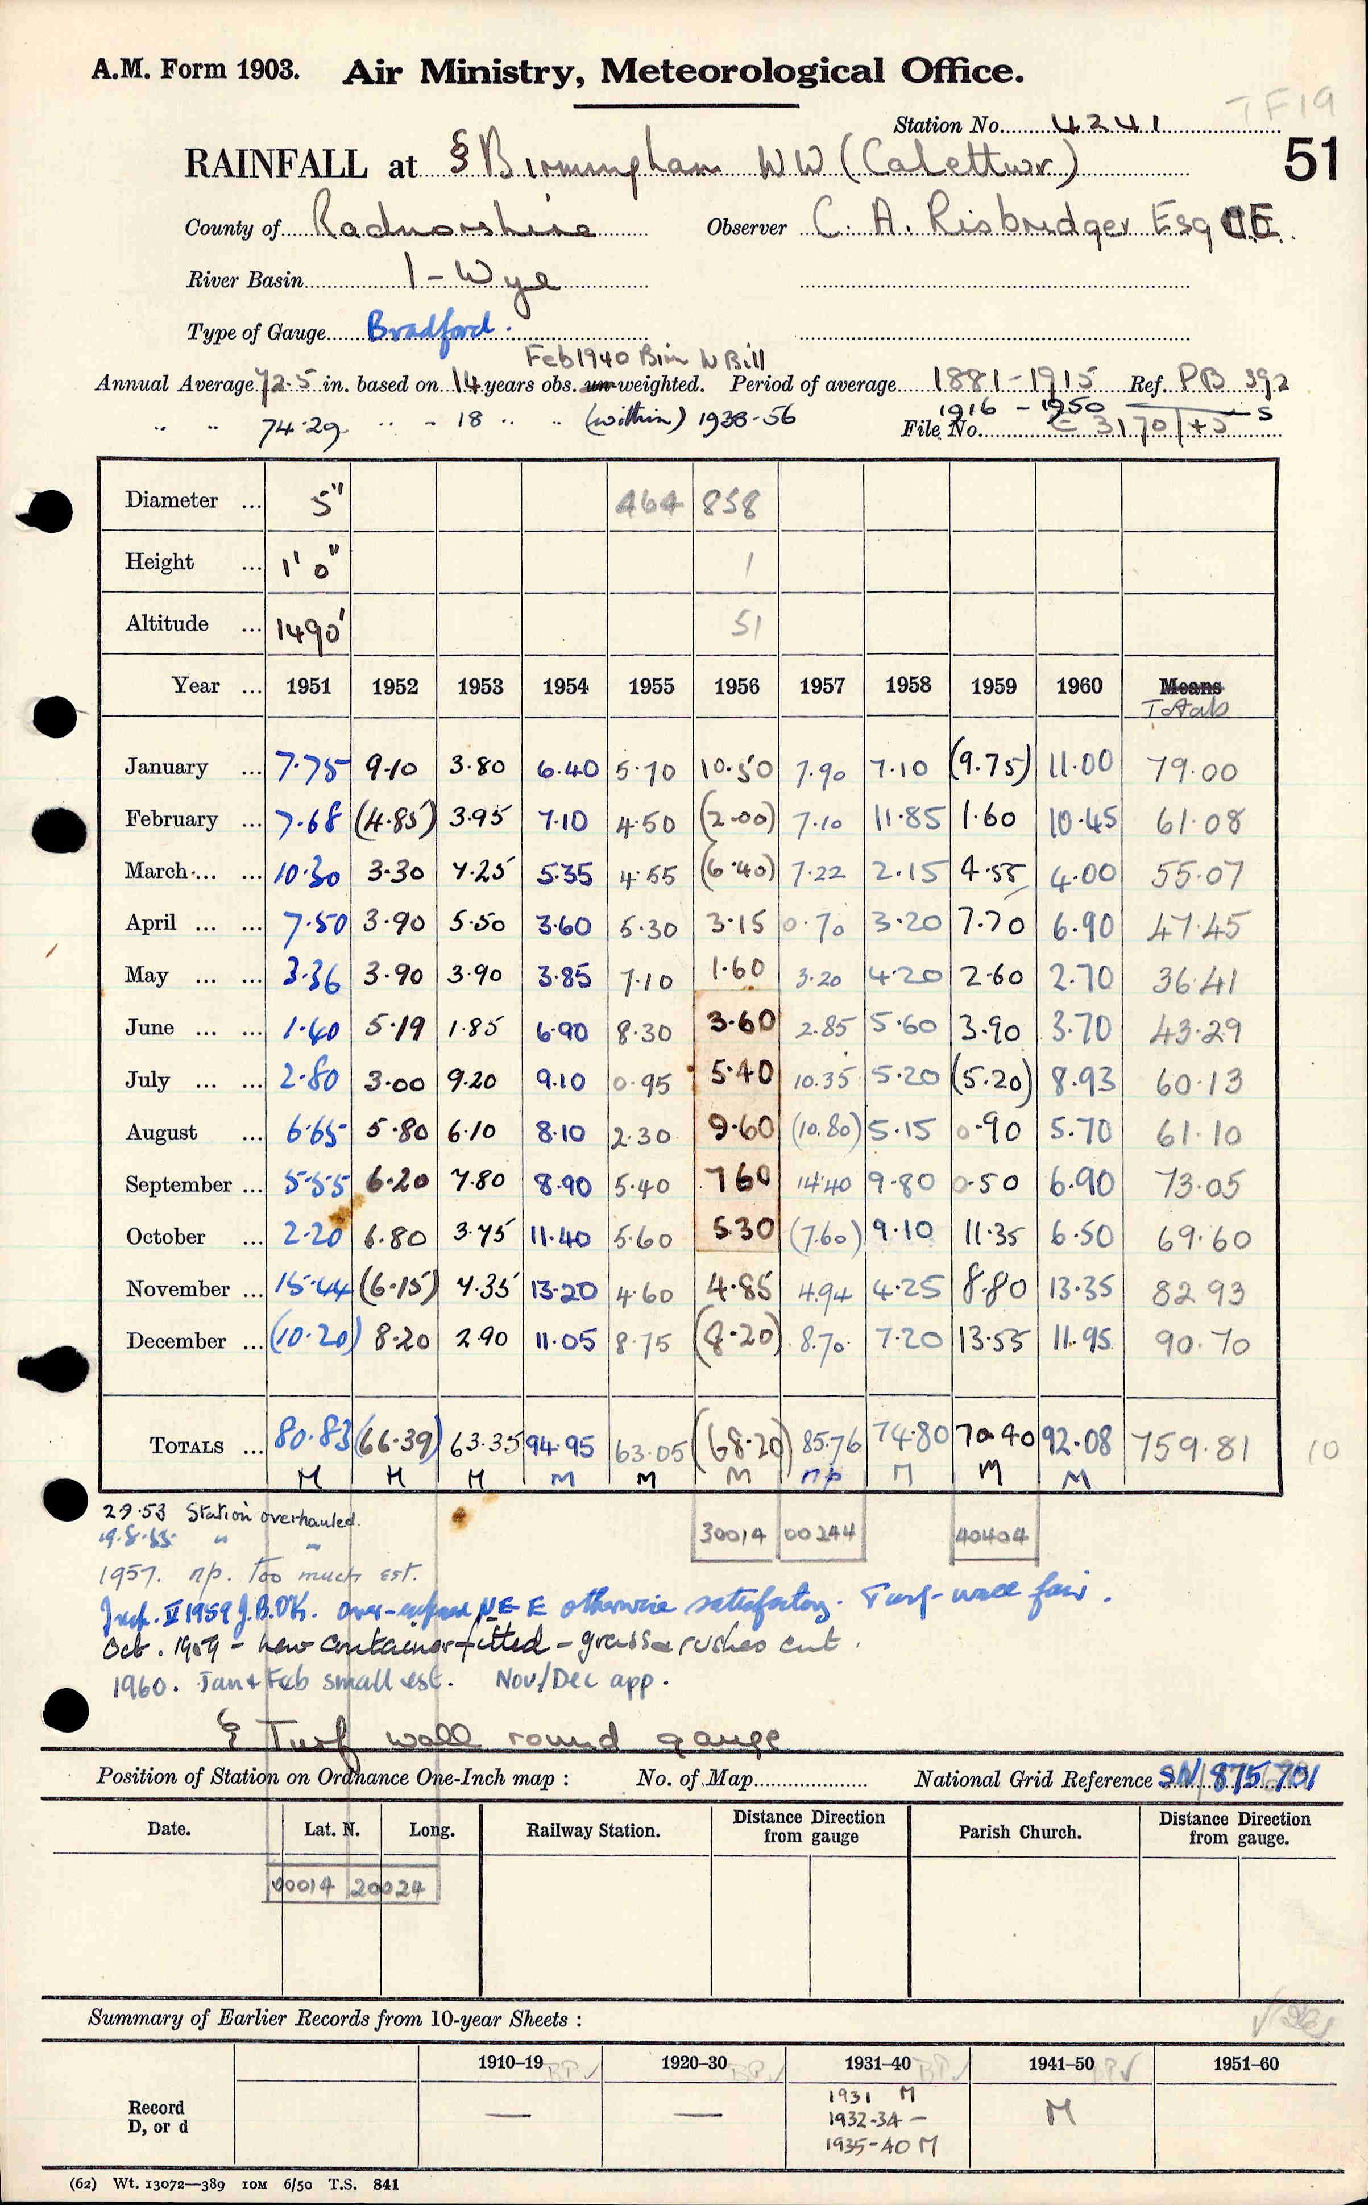 A.M. Form 1903. Air Ministry, Meteorological Office.
TF19
Station No. 4241
51
RAINFALL at § Birmingham WW (Calettwr)
County of Radnorshire Observer C. A. Risbridger Esq
River Basin 1 - Wye
Type of Gauge Bradford.
Feb 1940 Bim W Bill
Annual Average 72.5 in. based on 14 years obs. un-weighted. Period of average 1881-1915 Ref. PB 392
1916 - 1950
" " 74.29 " " - 18 " " (within) 1938-56 File No.
Diameter ... 5" 464 858
Height ... 1' 0" 1
Altitude ... 1490' 51
Year ... 1951 1952 1953 1954 1955 1956 1957 1958 1959 1960 Means
Totals
January ... 7.75 9.10 3.80 6.40 5.70 10.50 7.90 7.10 (9.75) 11.00 79.00
February ... 7.68 (4.85) 3.95 7.10 4.50 (2.00) 7.10 11.85 1.60 10.45 61.08
March ... ... 10.30 3.30 7.25 5.35 4.55 (6.40) 7.22 2.15 4.55 4.00 55.07
April ... ... 7.50 3.90 5.50 3.60 5.30 3.15 0.70 3.20 7.70 6.90 47.45
May ... ... 3.36 3.90 3.90 3.85 7.10 1.60 3.20 4.20 2.60 2.70 36.41
June ... ... 1.40 5.19 1.85 6.90 8.30 3.60 2.85 5.60 3.90 3.70 43.29
July ... ... 2.80 3.00 9.20 9.10 0.95 5.40 10.35 5.20 (5.20) 8.93 60.13
August ... 6.65 5.80 6.10 8.10 2.30 9.60 (10.80) 5.15 0.90 5.70 61.10
September ... 5.55 6.20 7.80 8.90 5.40 7.60 14.40 9.80 0.50 6.90 73.05
October ... 2.20 6.80 3.75 11.40 5.60 5.30 (7.60) 9.10 11.35 6.50 69.60
November ... 15.44 (6.15) 7.35 13.20 4.60 4.85 4.94 4.25 8.80 13.35 82.93
December ... (10.20) 8.20 2.90 11.05 8.75 (8.20) 8.70 7.20 13.55 11.95 90.70
TOTALS ... 80.83 (66.39) 63.35 94.95 63.05 (68.20) 85.76 74.80 70.40 92.08 759.81 10
M M M M M M np M M M
2.9.53 Station overhauled.
19.8.55 " "
30014 00244 40404
1957. np. too much est.
Insp. V 1959 J.B.O'K. Over-exposed NE E otherwise satisfactory. Turf-wall fair.
Oct. 1959 - new container fitted - grass & rushes cut.
1960. Jan + Feb small est. Nov/Dec app.
§ Turf wall round gauge
Position of Station on Ordnance One-Inch map : No. of Map National Grid Reference SN 875 701
Date. Lat. N. Long. Railway Station. Distance Direction from gauge Parish Church. Distance Direction from gauge.
00014 20024
Summary of Earlier Records from 10-year Sheets :
1910–19 BP ✓ 1920–30 BP ✓ 1931–40 BP ✓ 1941–50 BP ✓ 1951–60
Record D, or d — — 1931 M M
1932-34 -
1935-40 M
(62) Wt. 13072—389 10M 6/50 T.S. 841